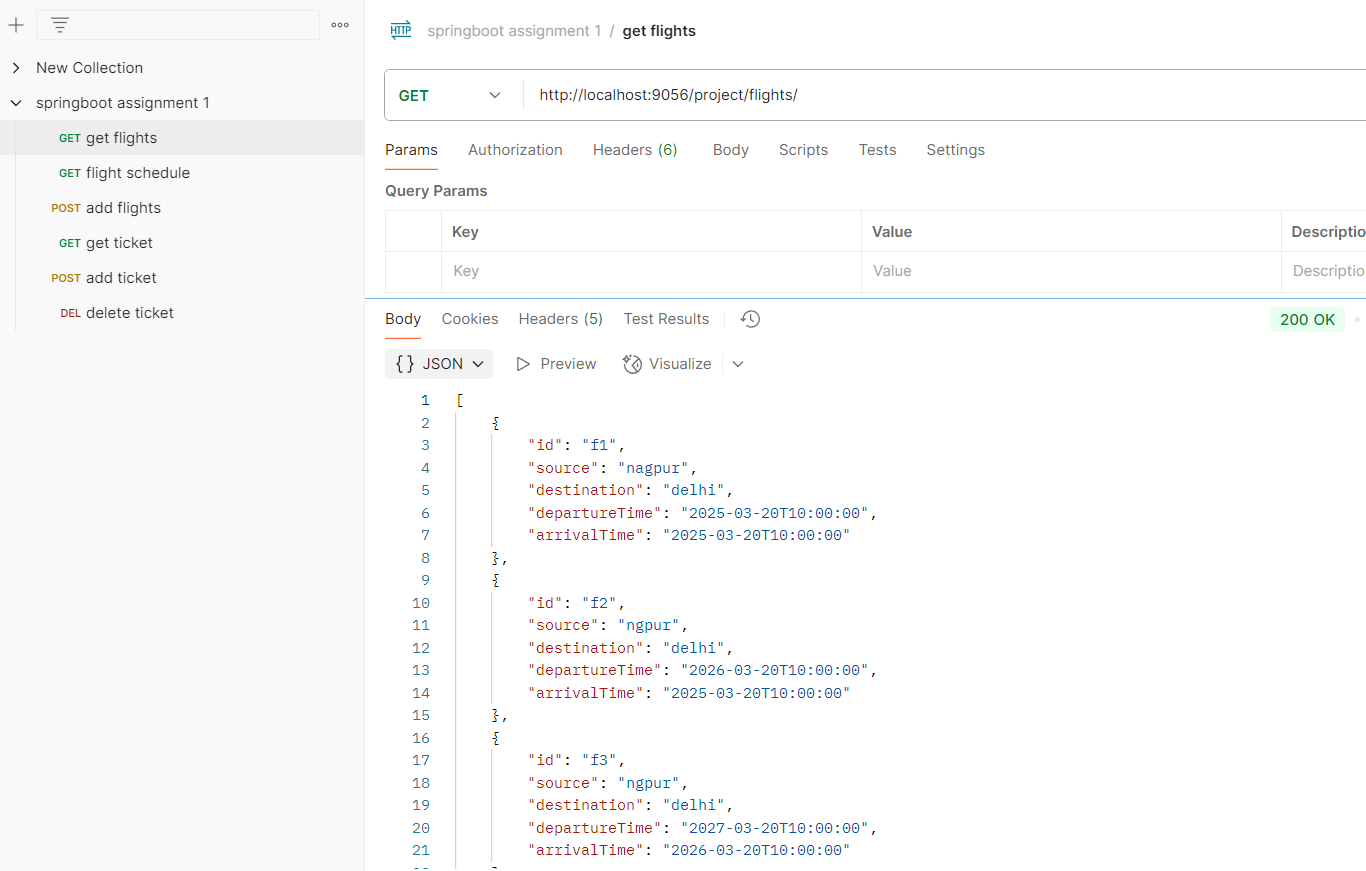 HTTP springboot assignment 1 / get flights
New Collection
springboot assignment 1
GET get flights
GET flight schedule
POST add flights
GET get ticket
POST add ticket
DEL delete ticket
GET http://localhost:9056/project/flights/
Params Authorization Headers (6) Body Scripts Tests Settings
Query Params
Key Value Descriptio
Key Value Descriptio
Body Cookies Headers (5) Test Results 200 OK
{} JSON Preview Visualize
1 [
2 {
3 "id": "f1",
4 "source": "nagpur",
5 "destination": "delhi",
6 "departureTime": "2025-03-20T10:00:00",
7 "arrivalTime": "2025-03-20T10:00:00"
8 },
9 {
10 "id": "f2",
11 "source": "ngpur",
12 "destination": "delhi",
13 "departureTime": "2026-03-20T10:00:00",
14 "arrivalTime": "2025-03-20T10:00:00"
15 },
16 {
17 "id": "f3",
18 "source": "ngpur",
19 "destination": "delhi",
20 "departureTime": "2027-03-20T10:00:00",
21 "arrivalTime": "2026-03-20T10:00:00"